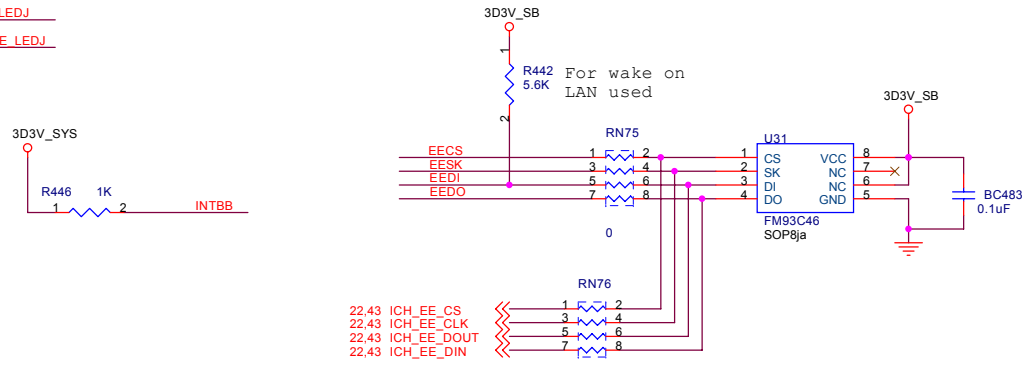 LEDJ
E_LEDJ
3D3V_SB
1
R442
5.6K
2
For wake on
LAN used
3D3V_SYS
R446 1K
1 2
INTBB
RN75
EECS 1 2
EESK 3 4
EEDI 5 6
EEDO 7 8
0
U31
1 CS VCC 8
2 SK NC 7
3 DI NC 6
4 DO GND 5
FM93C46
SOP8ja
3D3V_SB
BC483
0.1uF
RN76
22,43 ICH_EE_CS 1 2
22,43 ICH_EE_CLK 3 4
22,43 ICH_EE_DOUT 5 6
22,43 ICH_EE_DIN 7 8